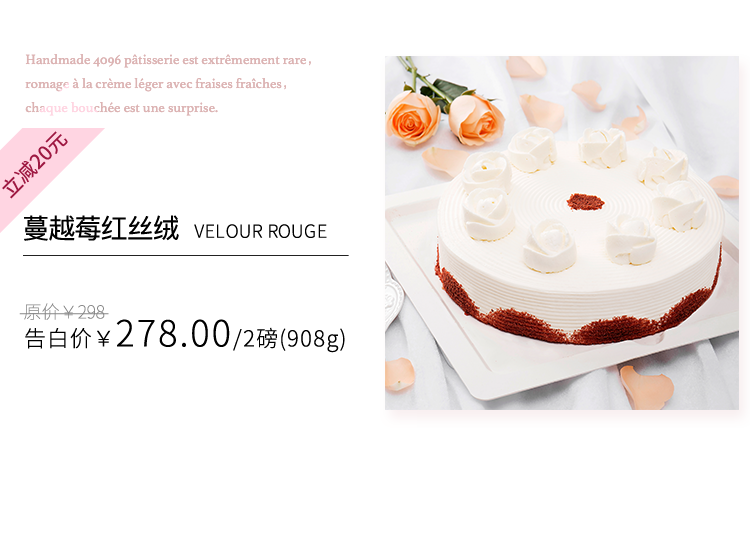 Handmade 4096 pâtisserie est extrêmement rare,
romage à la crème léger avec fraises fraîches,
chaque bouchée est une surprise.
立减20元
蔓越莓红丝绒 VELOUR ROUGE
原价￥298
告白价￥278.00/2磅(908g)